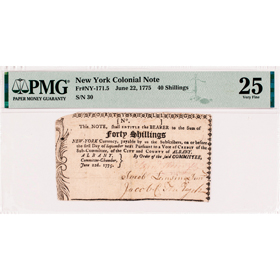 PMG
PAPER MONEY GUARANTY
New York Colonial Note
Fr#NY-171.5 June 22, 1775 40 Shillings
S/N 30
25
Very Fine
No.
This NOTE, shall entitle the BEARER to the Sum of
Forty Shillings
NEW-YORK Currency, payable by us the Subscribers, on or before
the first Day of September next: Pursuant to a Vote of Credit of the
Sub-Committee, of the CITY and COUNTY of ALBANY.
ALBANY, By Order of the said COMMITTEE,
Committee-Chamber,
June 22d. 1775.
Jacob